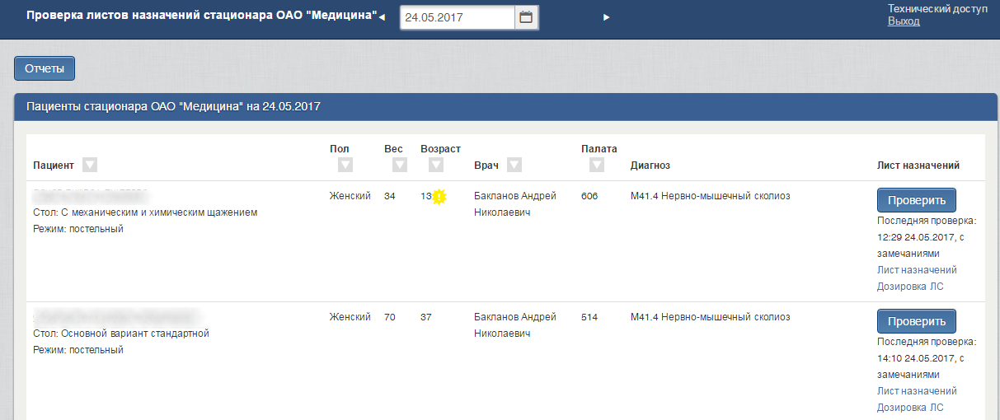 Проверка листов назначений стационара ОАО "Медицина"
24.05.2017
Технический доступ
Выход
Отчеты
Пациенты стационара ОАО "Медицина" на 24.05.2017
Пациент
Пол
Вес
Возраст
Врач
Палата
Диагноз
Лист назначений
Стол: С механическим и химическим щажением
Режим: постельный
Женский
34
13
Бакланов Андрей
Николаевич
606
M41.4 Нервно-мышечный сколиоз
Проверить
Последняя проверка:
12:29 24.05.2017, с
замечаниями
Лист назначений
Дозировка ЛС
Стол: Основной вариант стандартной
Режим: постельный
Женский
70
37
Бакланов Андрей
Николаевич
514
M41.4 Нервно-мышечный сколиоз
Проверить
Последняя проверка:
14:10 24.05.2017, с
замечаниями
Лист назначений
Дозировка ЛС